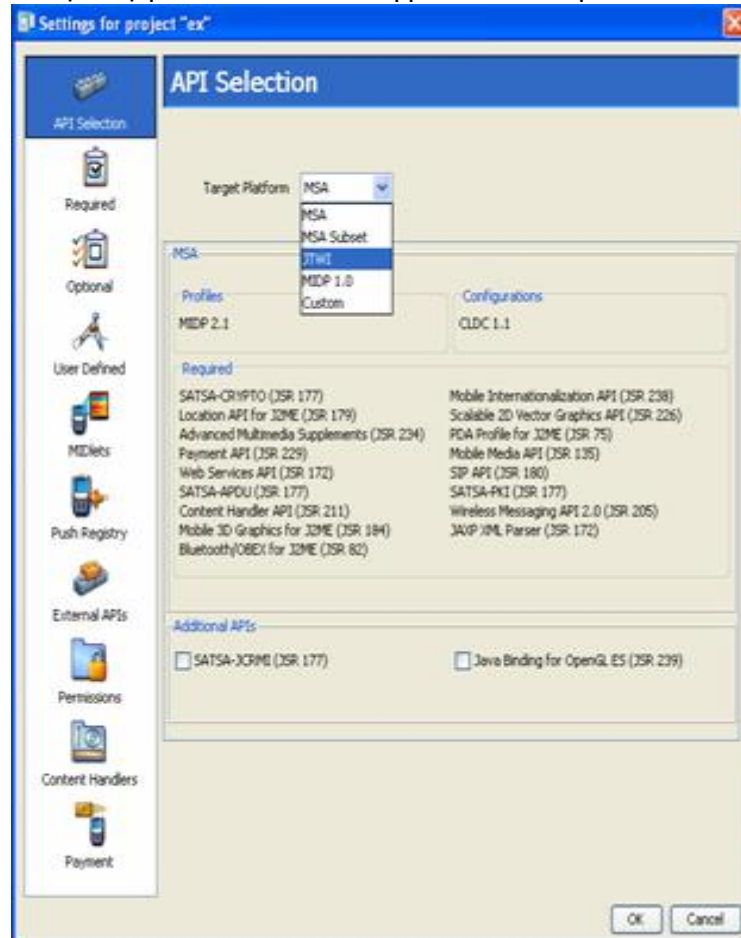 Settings for project "ex"
API Selection
API Selection
Required
Optional
User Defined
MIDlets
Push Registry
External APIs
Permissions
Content Handlers
Payment
Target Platform MSA
MSA
MSA Subset
JTWI
MIDP 1.0
Custom
MSA
Profiles
MIDP 2.1
Configurations
CLDC 1.1
Required
SATSA-CRYPTO (JSR 177)
Location API for J2ME (JSR 179)
Advanced Multimedia Supplements (JSR 234)
Payment API (JSR 229)
Web Services API (JSR 172)
SATSA-APDU (JSR 177)
Content Handler API (JSR 211)
Mobile 3D Graphics for J2ME (JSR 184)
Bluetooth/OBEX for J2ME (JSR 82)
Mobile Internationalization API (JSR 238)
Scalable 2D Vector Graphics API (JSR 226)
PDA Profile for J2ME (JSR 75)
Mobile Media API (JSR 135)
SIP API (JSR 180)
SATSA-PKI (JSR 177)
Wireless Messaging API 2.0 (JSR 205)
JAXP XML Parser (JSR 172)
Additional APIs
SATSA-JCRMI (JSR 177)
Java Binding for OpenGL ES (JSR 239)
OK
Cancel